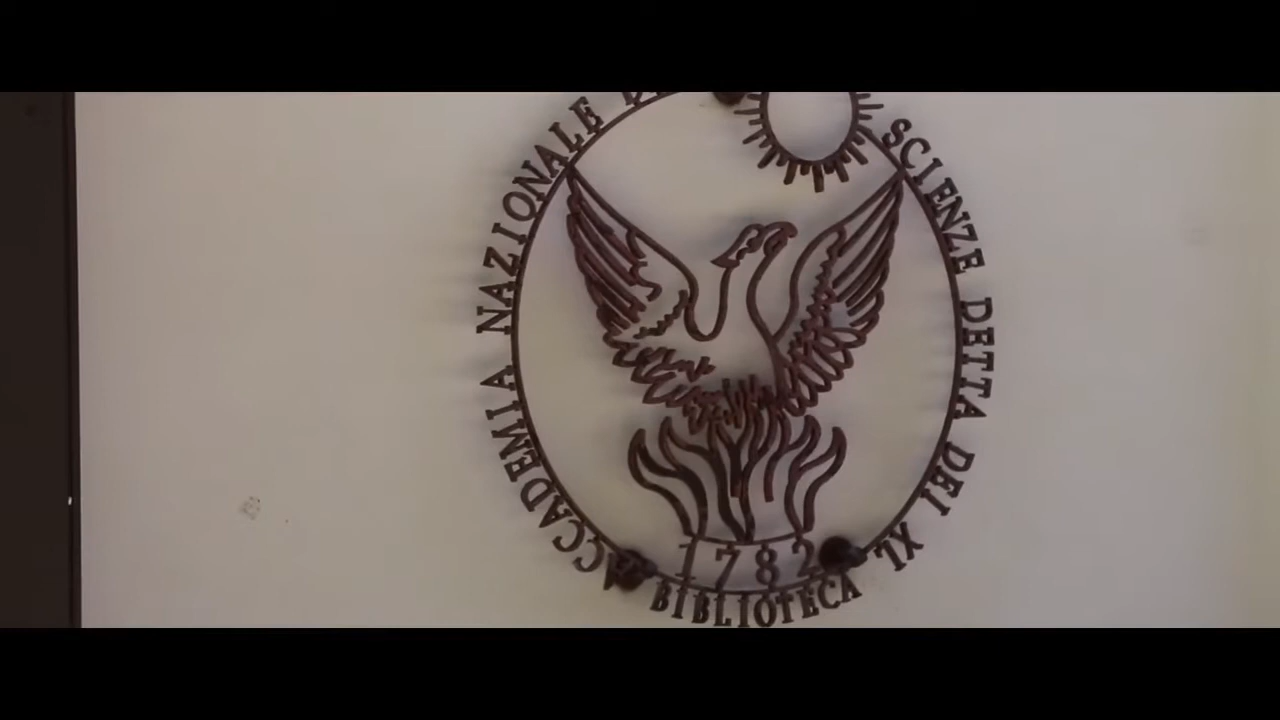 ACCADEMIA NAZIONALE
SCIENZE DETTA DEI XL
1782
BIBLIOTECA